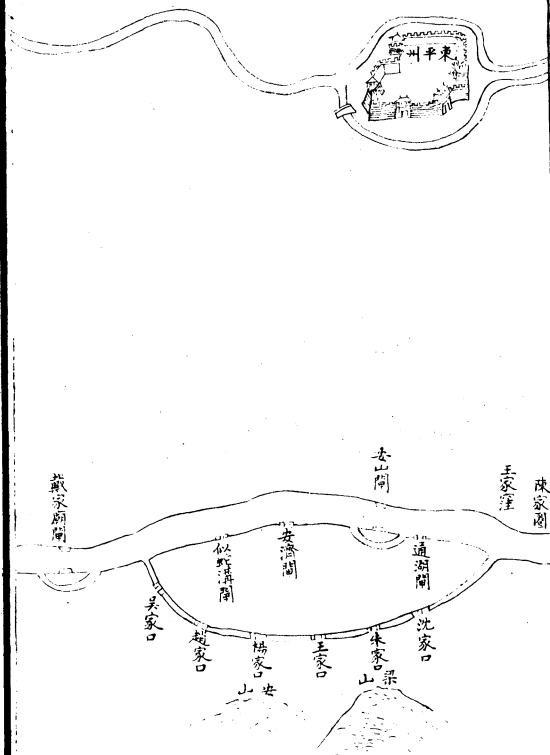 東平州
陳家圈
王家窪
安山閘
戴家廟閘
通湖閘
安濟閘
似蛇溝閘
沈家口
朱家口
王家口
楊家口
趙家口
吳家口
梁山
安山